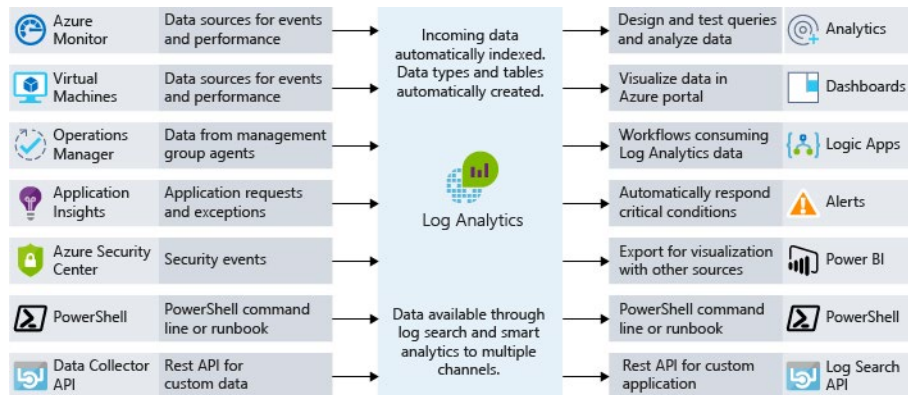 Azure
Monitor
Data sources for events
and performance
Virtual
Machines
Data sources for events
and performance
Operations
Manager
Data from management
group agents
Application
Insights
Application requests
and exceptions
Azure Security
Center
Security events
PowerShell
PowerShell command
line or runbook
Data Collector
API
Rest API for
custom data
Incoming data
automatically indexed.
Data types and tables
automatically created.
Log Analytics
Data available through
log search and smart
analytics to multiple
channels.
Design and test queries
and analyze data
Analytics
Visualize data in
Azure portal
Dashboards
Workflows consuming
Log Analytics data
Logic Apps
Automatically respond
critical conditions
Alerts
Export for visualization
with other sources
Power BI
PowerShell command
line or runbook
PowerShell
Rest API for custom
application
Log Search
API